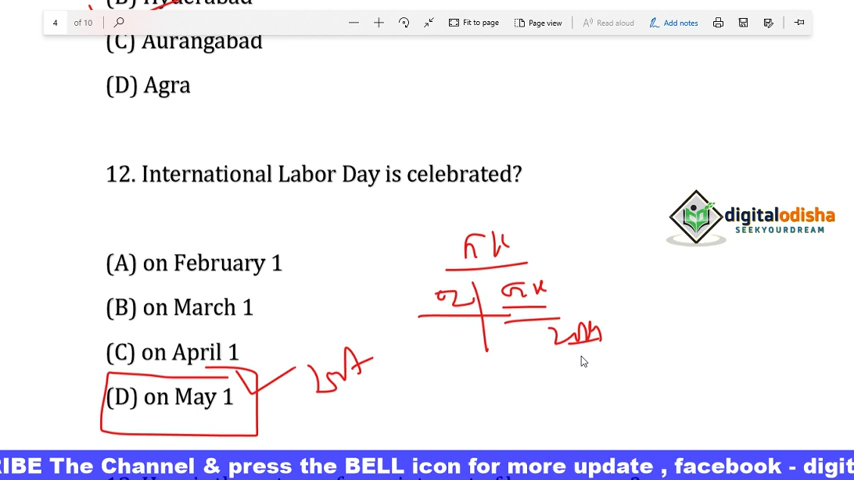 (B) Hyderabad
4 of 10 Fit to page Page view Read aloud Add notes
(C) Aurangabad
(D) Agra
12. International Labor Day is celebrated?
digitalodisha
SEEKYOURDREAM
(A) on February 1
(B) on March 1
(C) on April 1
(D) on May 1
RIBE The Channel & press the BELL icon for more update , facebook - digit